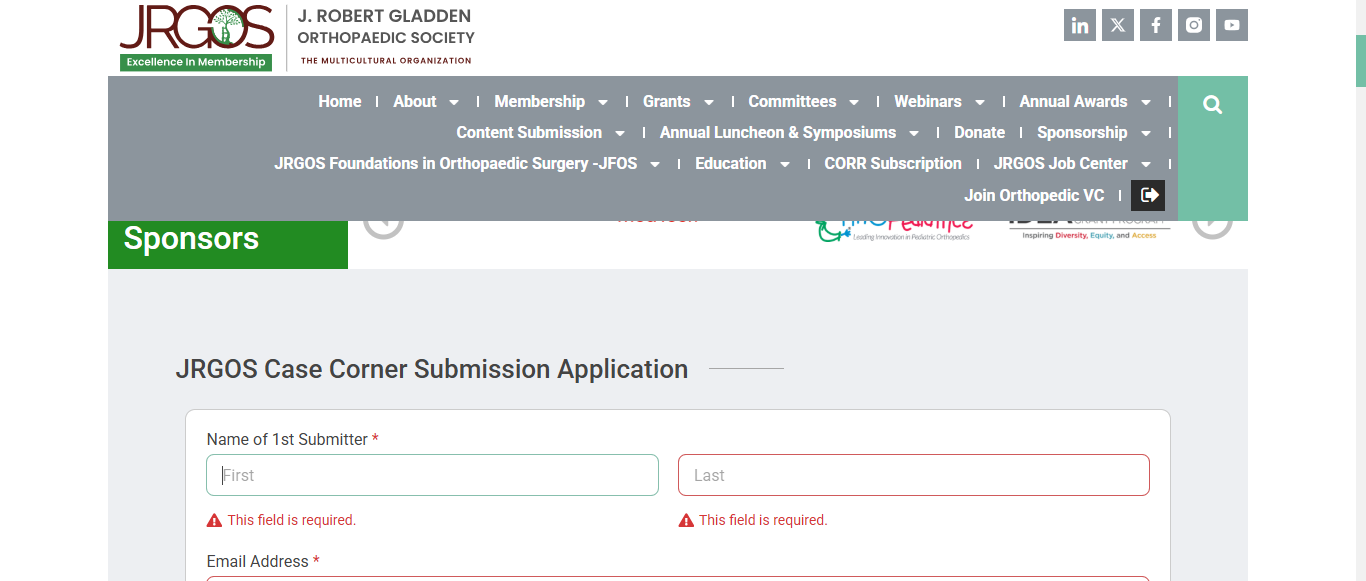 JRGOS
Excellence In Membership
J. ROBERT GLADDEN
ORTHOPAEDIC SOCIETY
THE MULTICULTURAL ORGANIZATION
Home About Membership Grants Committees Webinars Annual Awards
Content Submission Annual Luncheon & Symposiums Donate Sponsorship
JRGOS Foundations in Orthopaedic Surgery -JFOS Education CORR Subscription JRGOS Job Center
Join Orthopedic VC
Sponsors
Leading Innovation in Pediatric Orthopedics
Inspiring Diversity, Equity, and Access
JRGOS Case Corner Submission Application
Name of 1st Submitter *
First Last
This field is required. This field is required.
Email Address *